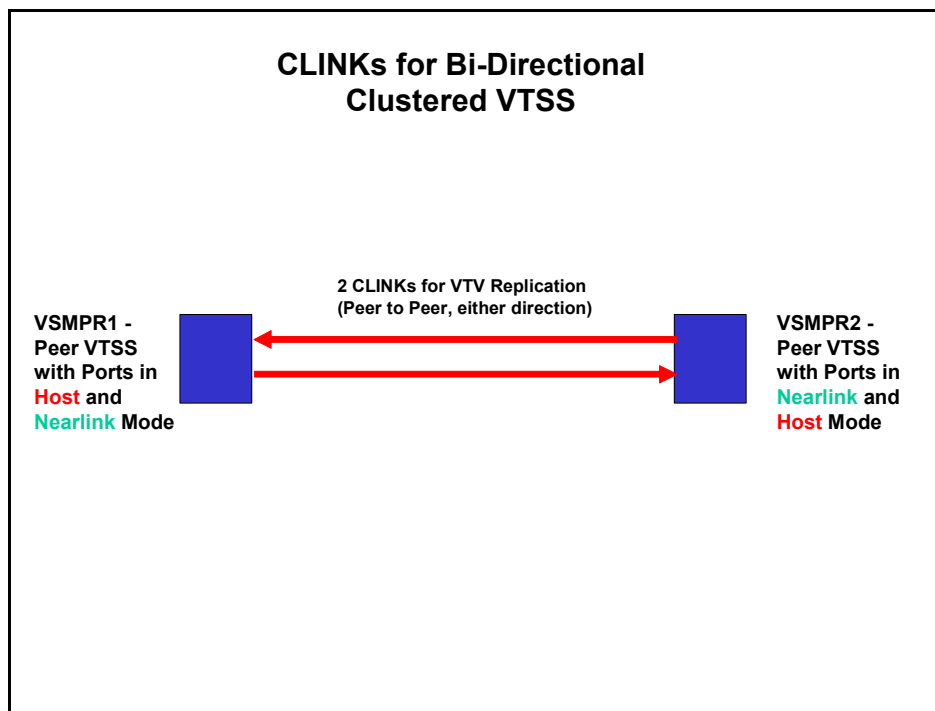 CLINKs for Bi-Directional
Clustered VTSS
2 CLINKs for VTV Replication
(Peer to Peer, either direction)
VSMPR1 -
Peer VTSS
with Ports in
Host and
Nearlink Mode
VSMPR2 -
Peer VTSS
with Ports in
Nearlink and
Host Mode